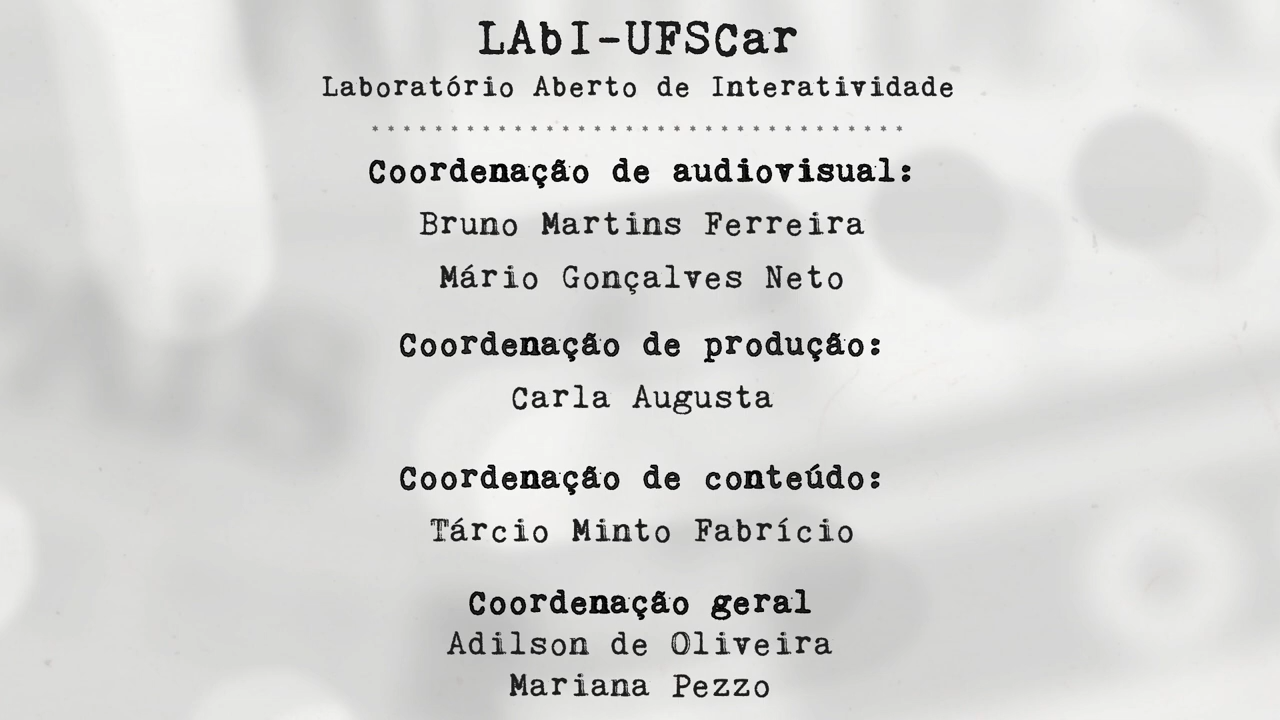 LAbI-UFSCar
Laboratório Aberto de Interatividade
Coordenação de audiovisual:
Bruno Martins Ferreira
Mário Gonçalves Neto
Coordenação de produção:
Carla Augusta
Coordenação de conteúdo:
Tárcio Minto Fabrício
Coordenação geral
Adilson de Oliveira
Mariana Pezzo